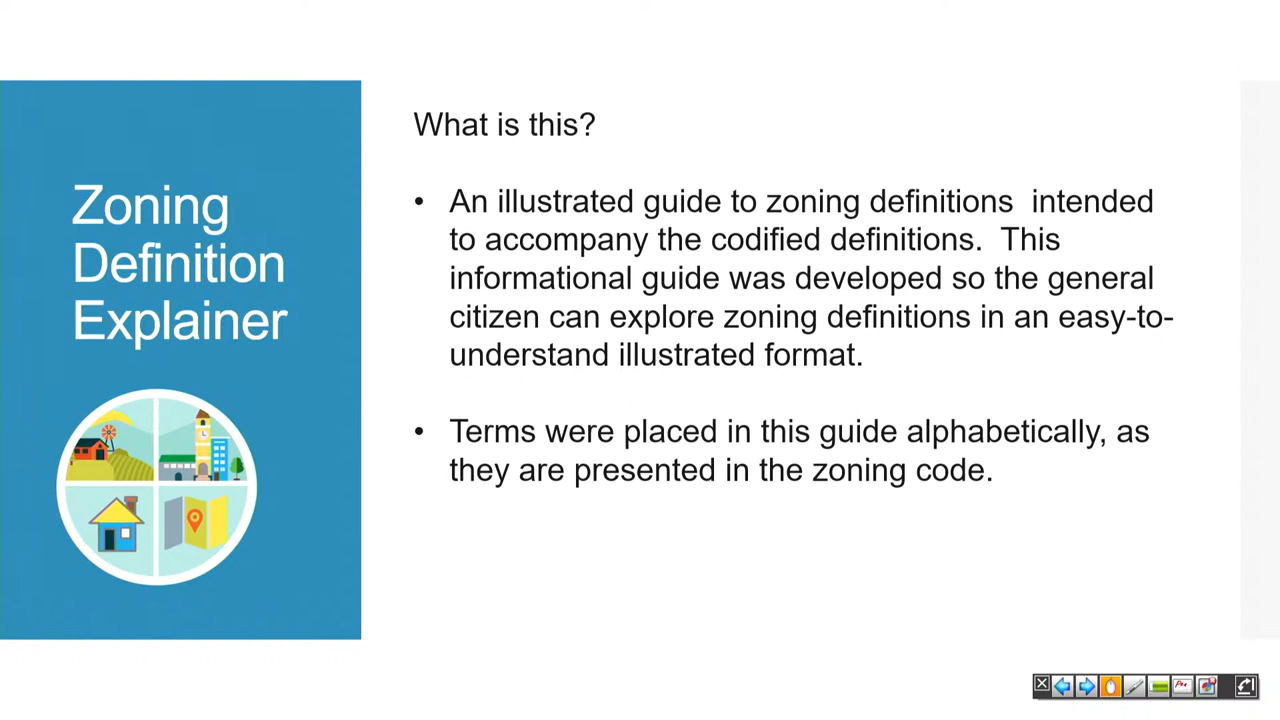 Zoning
Definition
Explainer
What is this?
• An illustrated guide to zoning definitions intended
to accompany the codified definitions. This
informational guide was developed so the general
citizen can explore zoning definitions in an easy-to-
understand illustrated format.
• Terms were placed in this guide alphabetically, as
they are presented in the zoning code.